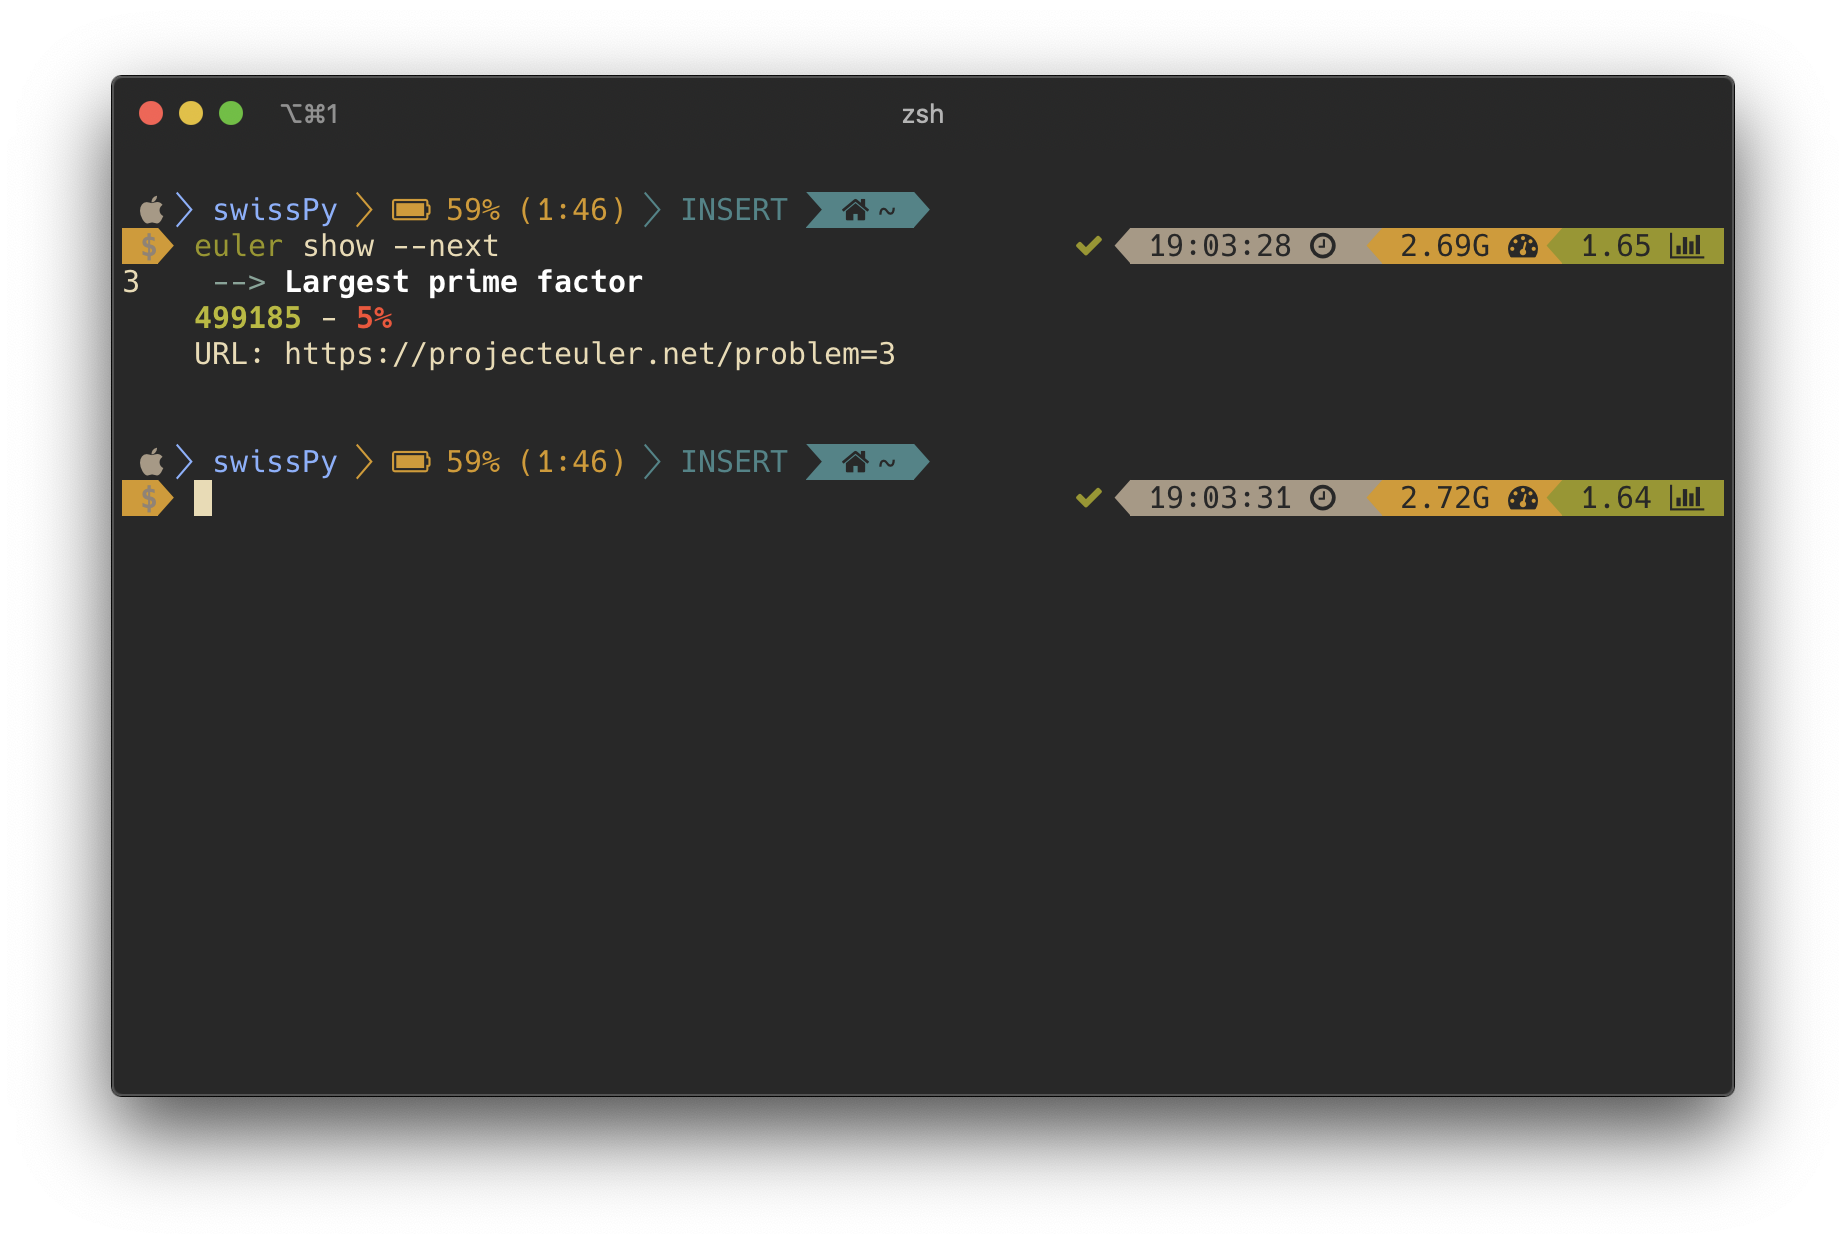 ⌥⌘1 zsh
swissPy 59% (1:46) INSERT ~
$ euler show --next 19:03:28 2.69G 1.65
3 --> Largest prime factor
499185 - 5%
URL: https://projecteuler.net/problem=3
swissPy 59% (1:46) INSERT ~
$ 19:03:31 2.72G 1.64